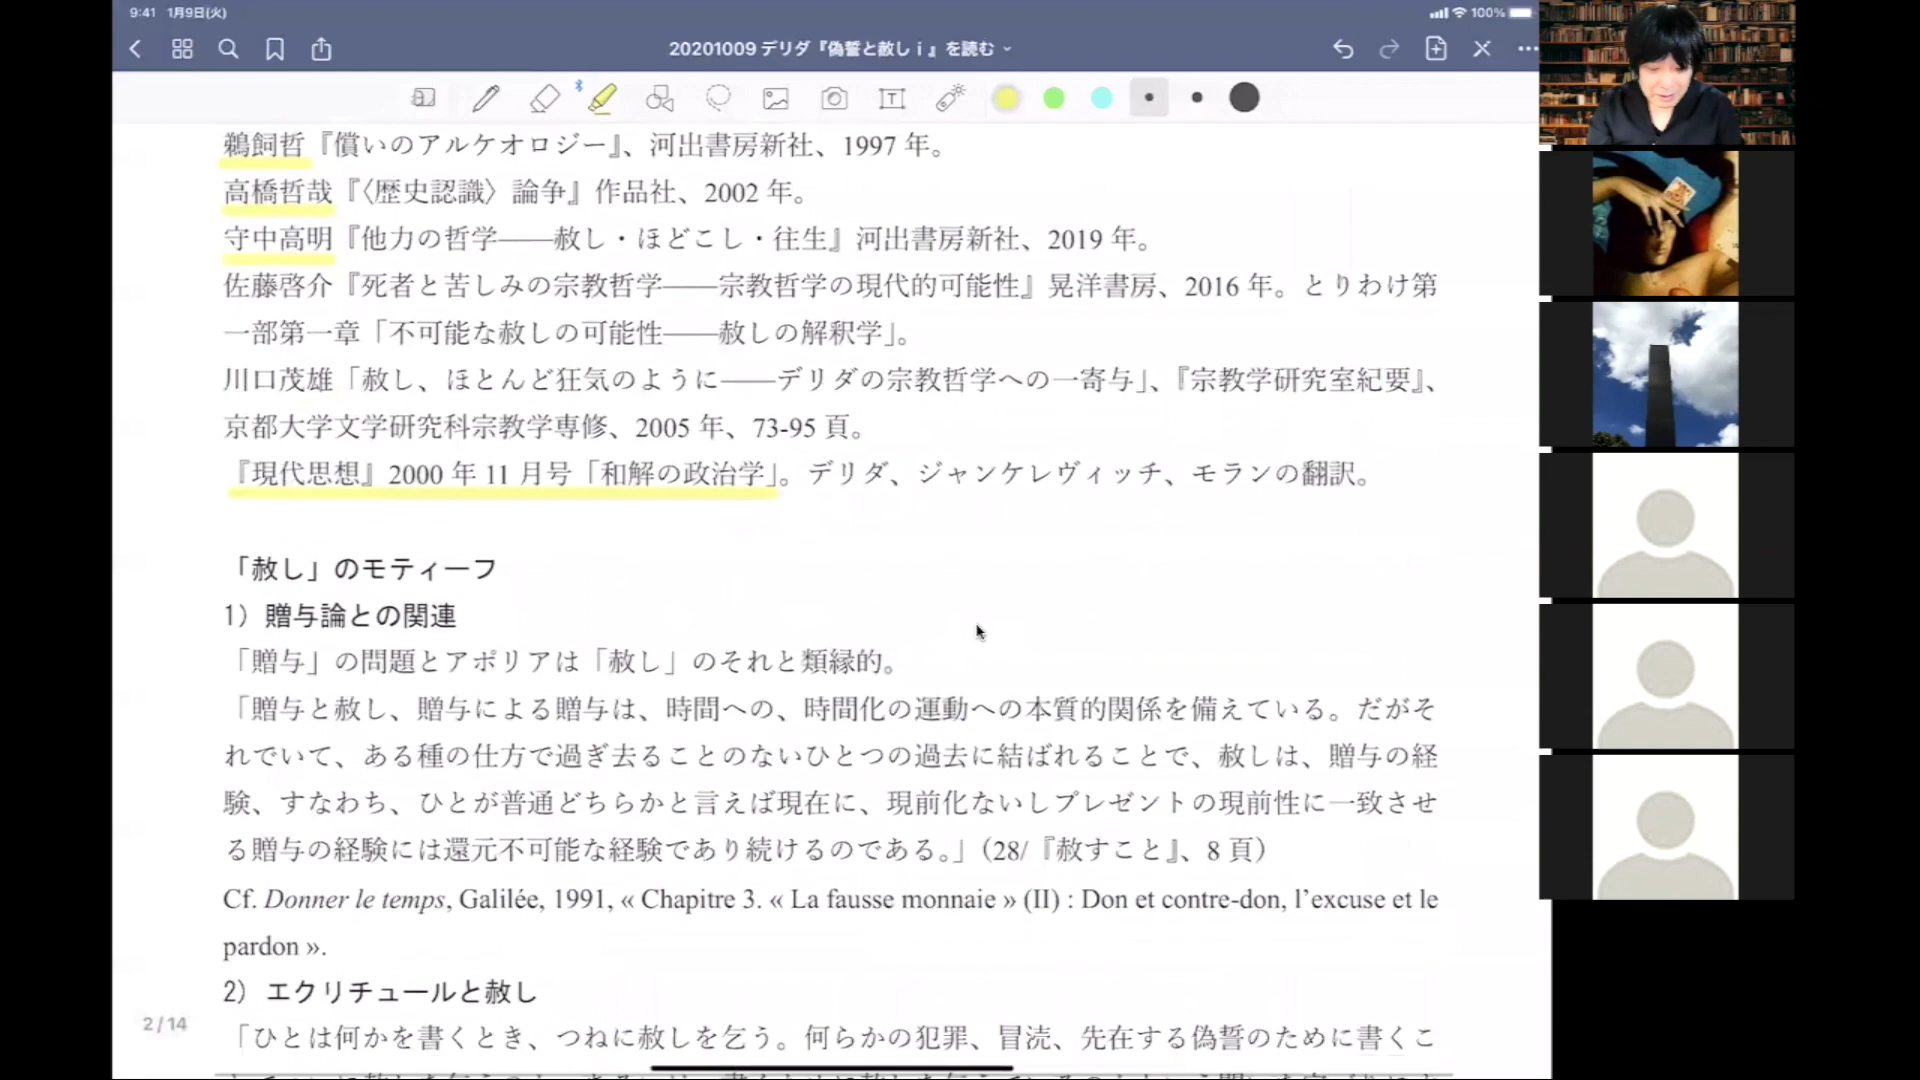 9:41 1月9日(火)
100%
20201009 デリダ『偽誓と赦しⅰ』を読む
鵜飼哲『償いのアルケオロジー』、河出書房新社、1997 年。
高橋哲哉『〈歴史認識〉論争』作品社、2002 年。
守中高明『他力の哲学――赦し・ほどこし・往生』河出書房新社、2019 年。
佐藤啓介『死者と苦しみの宗教哲学――宗教哲学の現代的可能性』晃洋書房、2016 年。とりわけ第
一部第一章「不可能な赦しの可能性――赦しの解釈学」。
川口茂雄「赦し、ほとんど狂気のように――デリダの宗教哲学への一寄与」、『宗教学研究室紀要』、
京都大学文学研究科宗教学専修、2005 年、73-95 頁。
『現代思想』2000 年 11 月号「和解の政治学」。デリダ、ジャンケレヴィッチ、モランの翻訳。
「赦し」のモティーフ
1）贈与論との関連
「贈与」の問題とアポリアは「赦し」のそれと類縁的。
「贈与と赦し、贈与による贈与は、時間への、時間化の運動への本質的関係を備えている。だがそ
れでいて、ある種の仕方で過ぎ去ることのないひとつの過去に結ばれることで、赦しは、贈与の経
験、すなわち、ひとが普通どちらかと言えば現在に、現前化ないしプレゼントの現前性に一致させ
る贈与の経験には還元不可能な経験であり続けるのである。」（28/『赦すこと』、8 頁）
Cf. Donner le temps, Galilée, 1991, « Chapitre 3. « La fausse monnaie » (II) : Don et contre-don, l’excuse et le
pardon ».
2）エクリチュールと赦し
「ひとは何かを書くとき、つねに赦しを乞う。何らかの犯罪、冒涜、先在する偽誓のために書くこ
2 / 14